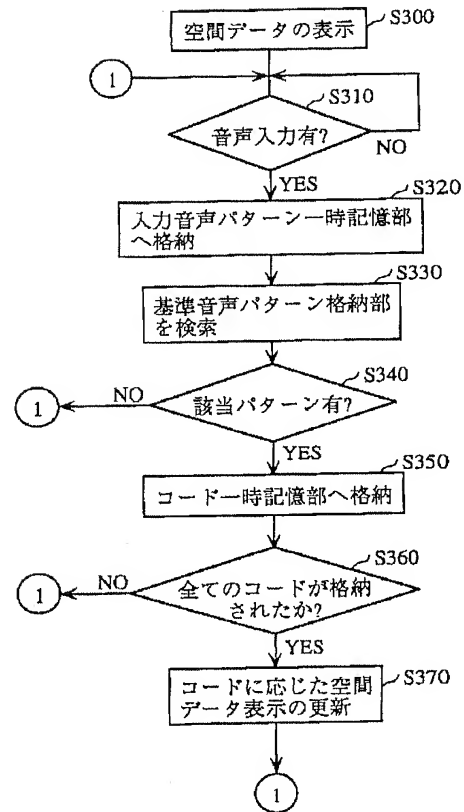 空間データの表示
S300
1
S310
音声入力有?
NO
YES
S320
入力音声パターン一時記憶部
へ格納
S330
基準音声パターン格納部
を検索
S340
NO
1
該当パターン有?
YES
S350
コード一時記憶部へ格納
S360
NO
1
全てのコードが格納
されたか?
YES
S370
コードに応じた空間
データ表示の更新
1